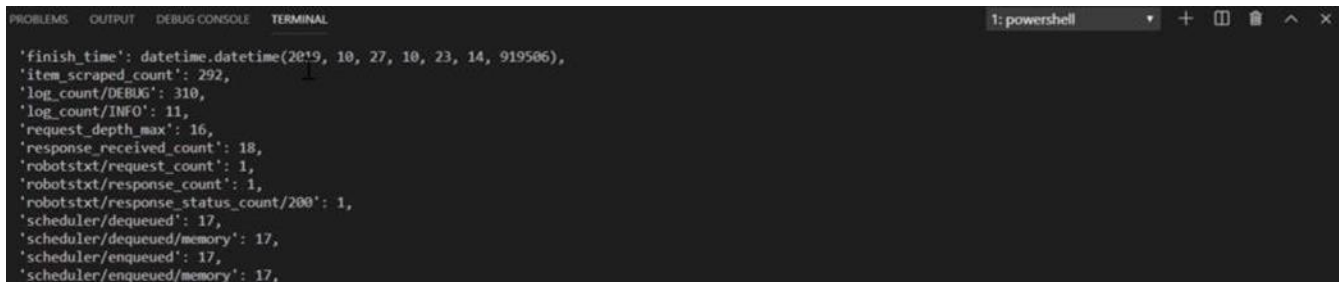 PROBLEMS OUTPUT DEBUG CONSOLE TERMINAL 1: powershell
'finish_time': datetime.datetime(2019, 10, 27, 10, 23, 14, 919506),
'item_scraped_count': 292,
'log_count/DEBUG': 310,
'log_count/INFO': 11,
'request_depth_max': 16,
'response_received_count': 18,
'robotstxt/request_count': 1,
'robotstxt/response_count': 1,
'robotstxt/response_status_count/200': 1,
'scheduler/dequeued': 17,
'scheduler/dequeued/memory': 17,
'scheduler/enqueued': 17,
'scheduler/enqueued/memory': 17,